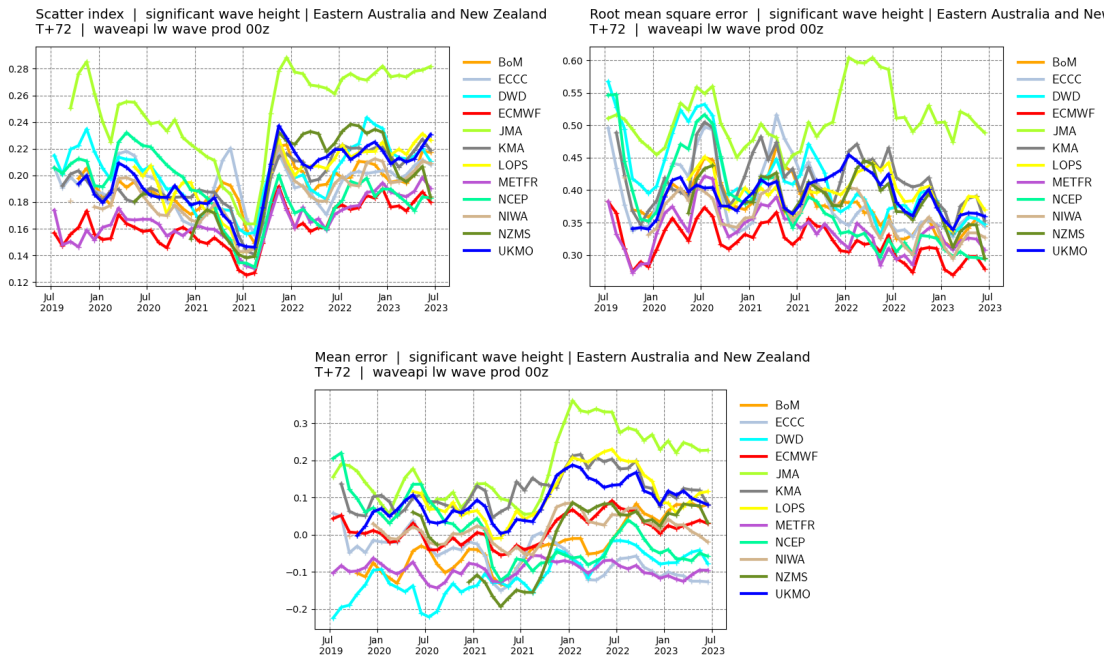 Scatter index | significant wave height | Eastern Australia and New Zealand
T+72 | waveapi lw wave prod 00z
0.28
0.26
0.24
0.22
0.20
0.18
0.16
0.14
0.12
Jul 2019
Jan 2020
Jul 2020
Jan 2021
Jul 2021
Jan 2022
Jul 2022
Jan 2023
Jul 2023
BoM
ECCC
DWD
ECMWF
JMA
KMA
LOPS
METFR
NCEP
NIWA
NZMS
UKMO
Root mean square error | significant wave height | Eastern Australia and New
T+72 | waveapi lw wave prod 00z
0.60
0.55
0.50
0.45
0.40
0.35
0.30
Jul 2019
Jan 2020
Jul 2020
Jan 2021
Jul 2021
Jan 2022
Jul 2022
Jan 2023
Jul 2023
BoM
ECCC
DWD
ECMWF
JMA
KMA
LOPS
METFR
NCEP
NIWA
NZMS
UKMO
Mean error | significant wave height | Eastern Australia and New Zealand
T+72 | waveapi lw wave prod 00z
0.3
0.2
0.1
0.0
−0.1
−0.2
Jul 2019
Jan 2020
Jul 2020
Jan 2021
Jul 2021
Jan 2022
Jul 2022
Jan 2023
Jul 2023
BoM
ECCC
DWD
ECMWF
JMA
KMA
LOPS
METFR
NCEP
NIWA
NZMS
UKMO